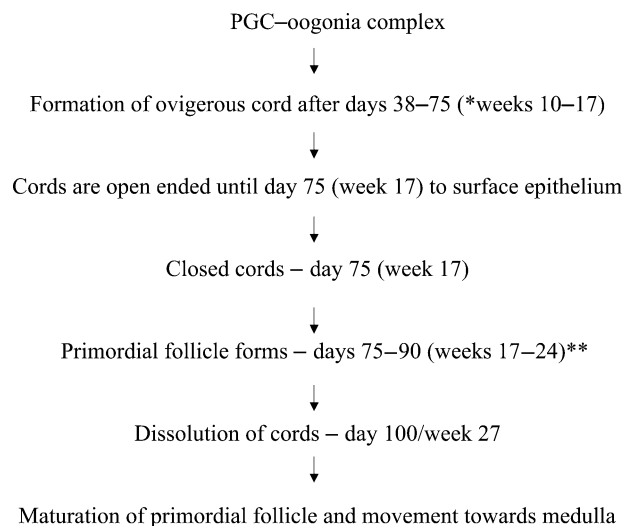 PGC–oogonia complex
Formation of ovigerous cord after days 38–75 (*weeks 10–17)
Cords are open ended until day 75 (week 17) to surface epithelium
Closed cords – day 75 (week 17)
Primordial follicle forms – days 75–90 (weeks 17–24)**
Dissolution of cords – day 100/week 27
Maturation of primordial follicle and movement towards medulla